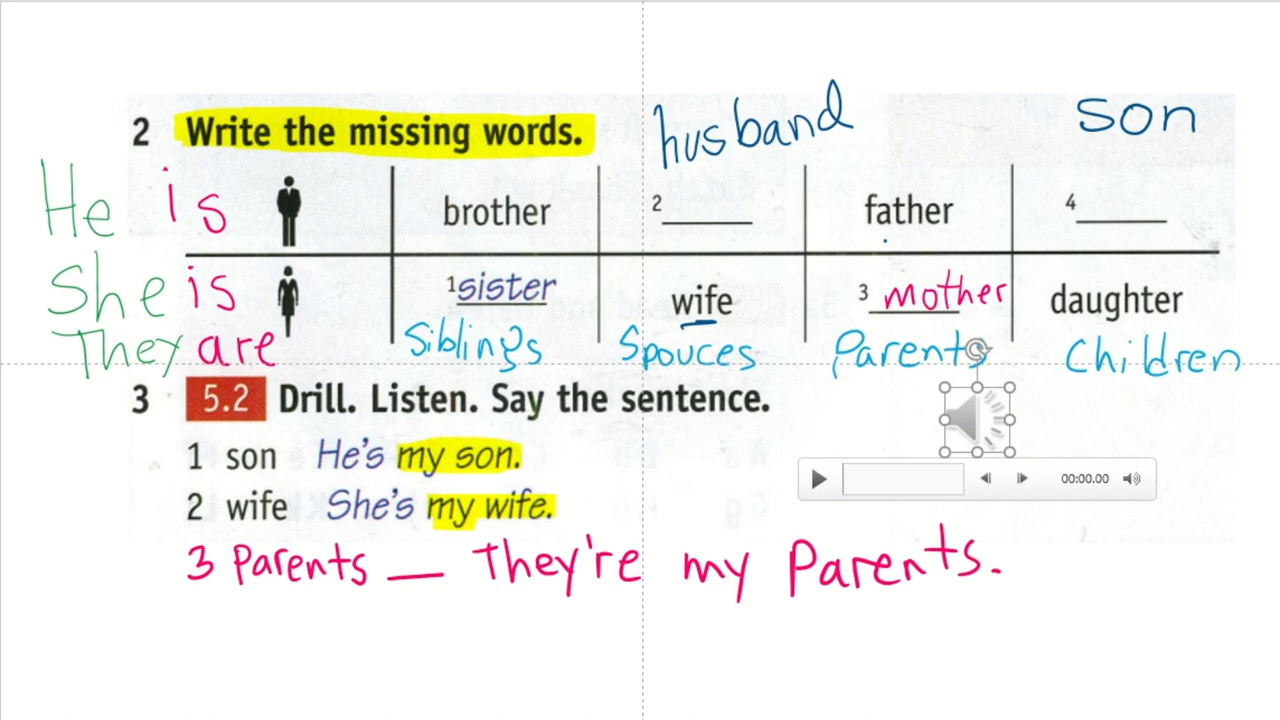 husband son
2 Write the missing words.
He is brother 2______ father 4______
She is 1sister wife 3 mother daughter
They are Siblings Spouces Parents Children
3 5.2 Drill. Listen. Say the sentence.
1 son He's my son.
2 wife She's my wife.
00:00.00
3 Parents — They're my Parents.